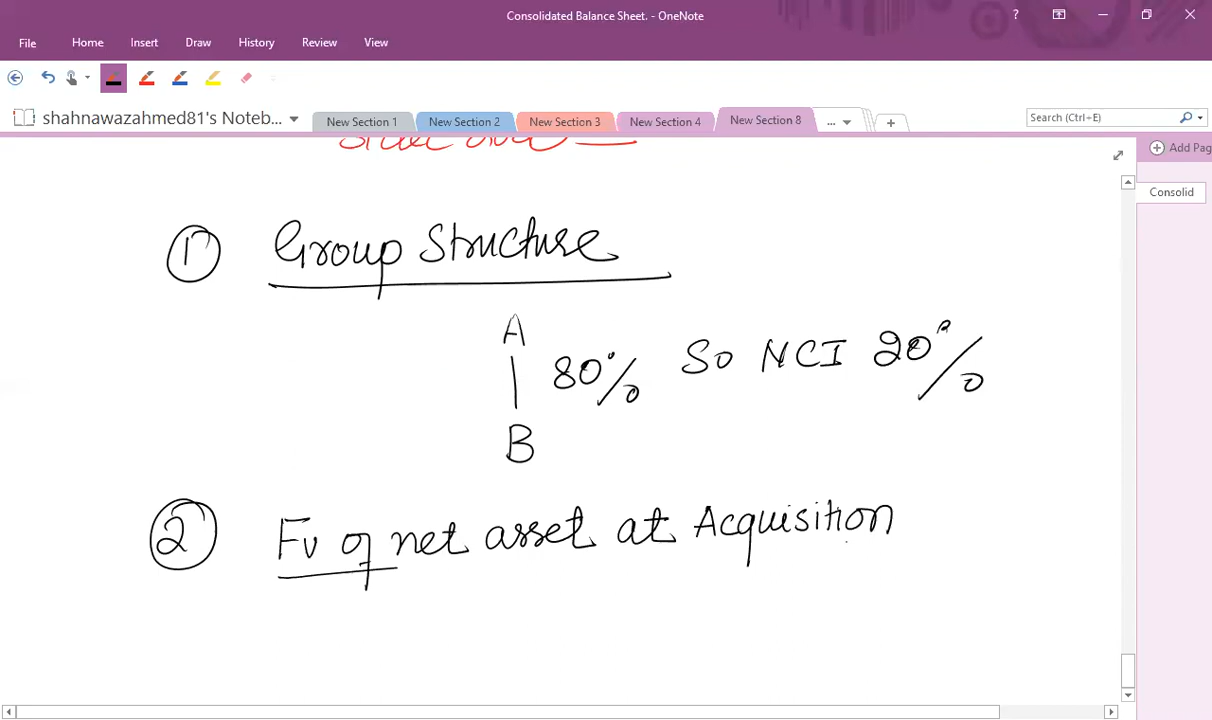 Consolidated Balance Sheet. - OneNote
File Home Insert Draw History Review View
shahnawazahmed81's Noteb... New Section 1 New Section 2 New Section 3 New Section 4 New Section 8 ... Search (Ctrl+E)
Add Pag
Consolid
① Group Structure
A
80% So NCI 20%
B
② Fv of net asset at Acquisition